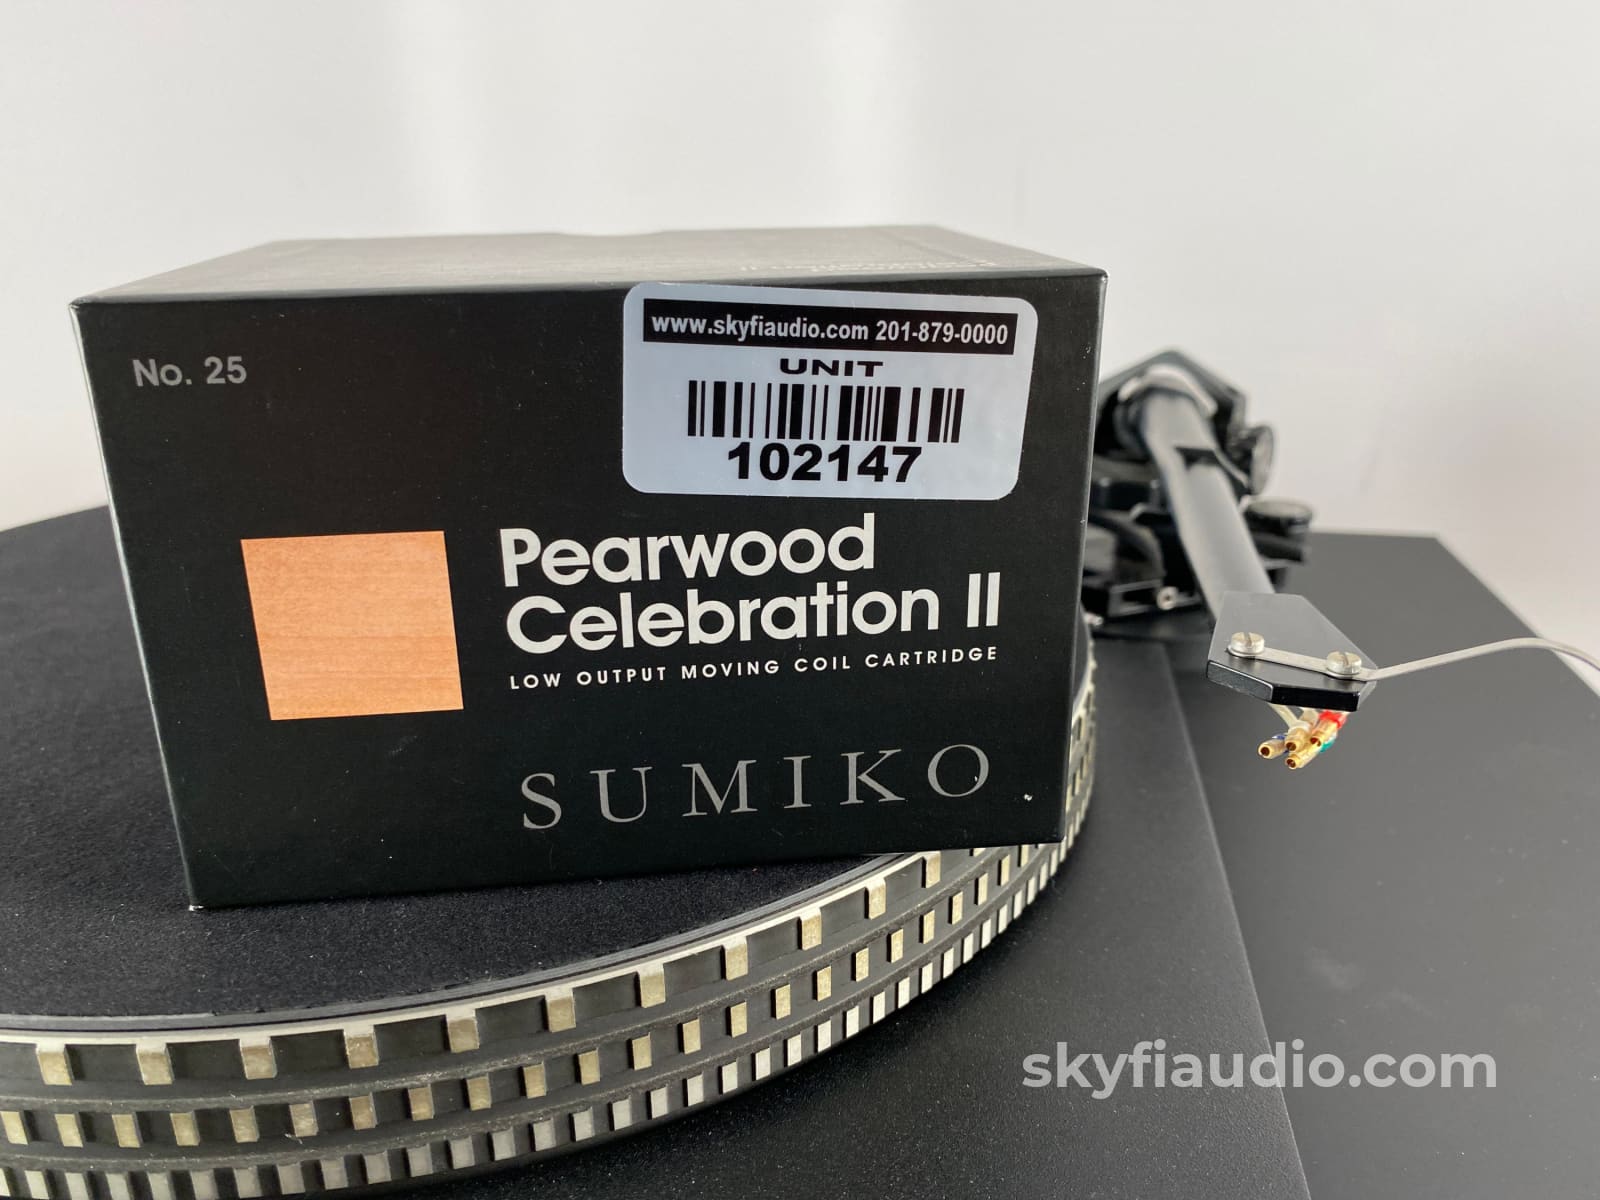 www.skyfiaudio.com 201-879-0000
UNIT
102147
No. 25
Pearwood
Celebration II
LOW OUTPUT MOVING COIL CARTRIDGE
SUMIKO
skyfiaudio.com